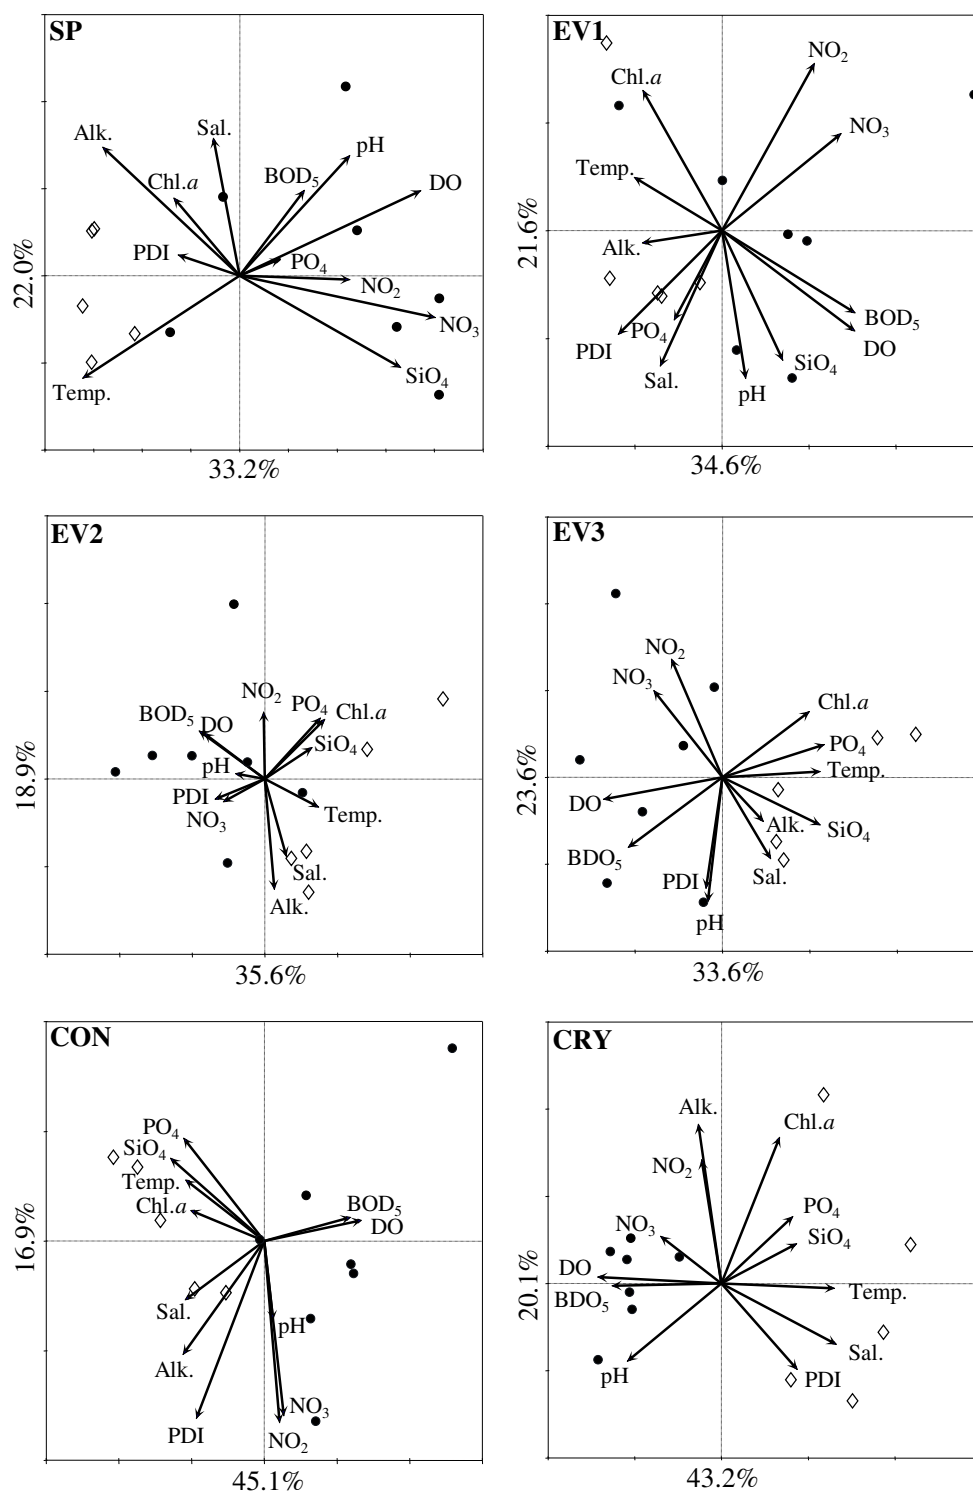 SP
Alk.
Sal.
pH
Chl.a
BOD5
DO
PDI
PO4
NO2
NO3
SiO4
Temp.
22.0%
33.2%
EV1
NO2
Chl.a
NO3
Temp.
Alk.
BOD5
PO4
DO
PDI
SiO4
Sal.
pH
21.6%
34.6%
EV2
NO2
PO4
Chl.a
BOD5
DO
SiO4
pH
PDI
NO3
Temp.
Sal.
Alk.
18.9%
35.6%
EV3
NO2
NO3
Chl.a
PO4
Temp.
DO
Alk.
SiO4
BDO5
PDI
Sal.
pH
23.6%
33.6%
CON
PO4
SiO4
Temp.
Chl.a
BOD5
DO
Sal.
pH
Alk.
NO3
PDI
NO2
16.9%
45.1%
CRY
Alk.
Chl.a
NO2
PO4
NO3
SiO4
DO
Temp.
BDO5
Sal.
pH
PDI
20.1%
43.2%